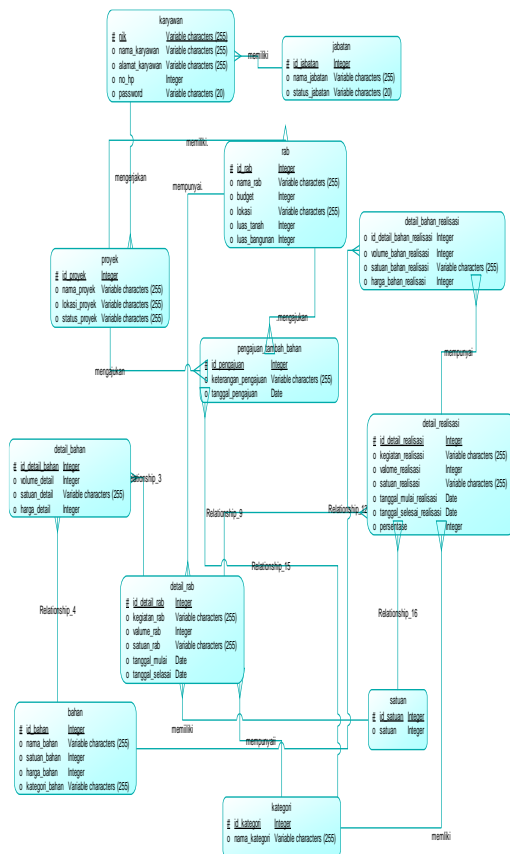 karyawan
# nik Variable characters (255)
o nama_karyawan Variable characters (255)
o alamat_karyawan Variable characters (255)
o no_hp Integer
o password Variable characters (20)
memiliki
jabatan
# id_jabatan Integer
o nama_jabatan Variable characters (255)
o status_jabatan Variable characters (20)
memiliki.
mengerjakan
mempunyai.
rab
# id_rab Integer
o nama_rab Variable characters (255)
o budget Integer
o lokasi Variable characters (255)
o luas_tanah Integer
o luas_bangunan Integer
detail_bahan_realisasi
o id_detail_bahan_realisasi Integer
o volume_bahan_realisasi Integer
o satuan_bahan_realisasi Variable characters (255)
o harga_bahan_realisasi Integer
proyek
# id_proyek Integer
o nama_proyek Variable characters (255)
o lokasi_proyek Variable characters (255)
o status_proyek Variable characters (255)
mengajukan
.mengajukan
mempunyai
pengajuan_tambah_bahan
# id_pengajuan Integer
o keterangan_pengajuan Variable characters (255)
o tanggal_pengajuan Date
detail_realisasi
# id_detail_realisasi Integer
o kegiatan_realisasi Variable characters (255)
o valome_realisasi Integer
o satuan_realisasi Variable characters (255)
o tanggal_mulai_realisasi Date
o tanggal_selesai_realisasi Date
o persentase Integer
detail_bahan
# id_detail_bahan Integer
o volume_detail Integer
o satuan_detail Variable characters (255)
o harga_detail Integer
Relationship_3
Relationship_9
Relationship_12
Relationship_15
detail_rab
# id_detail_rab Integer
o kegiatan_rab Variable characters (255)
o valume_rab Integer
o satuan_rab Variable characters (255)
o tanggal_mulai Date
o tanggal_selasai Date
Relationship_4
Relationship_16
satuan
# id_satuan Integer
o satuan Integer
bahan
# id_bahan Integer
o nama_bahan Variable characters (255)
o satuan_bahan Integer
o harga_bahan Integer
o kategori_bahan Variable characters (255)
mempunyaii
kategori
# id_kategori Integer
o nama_kategori Variable characters (255)